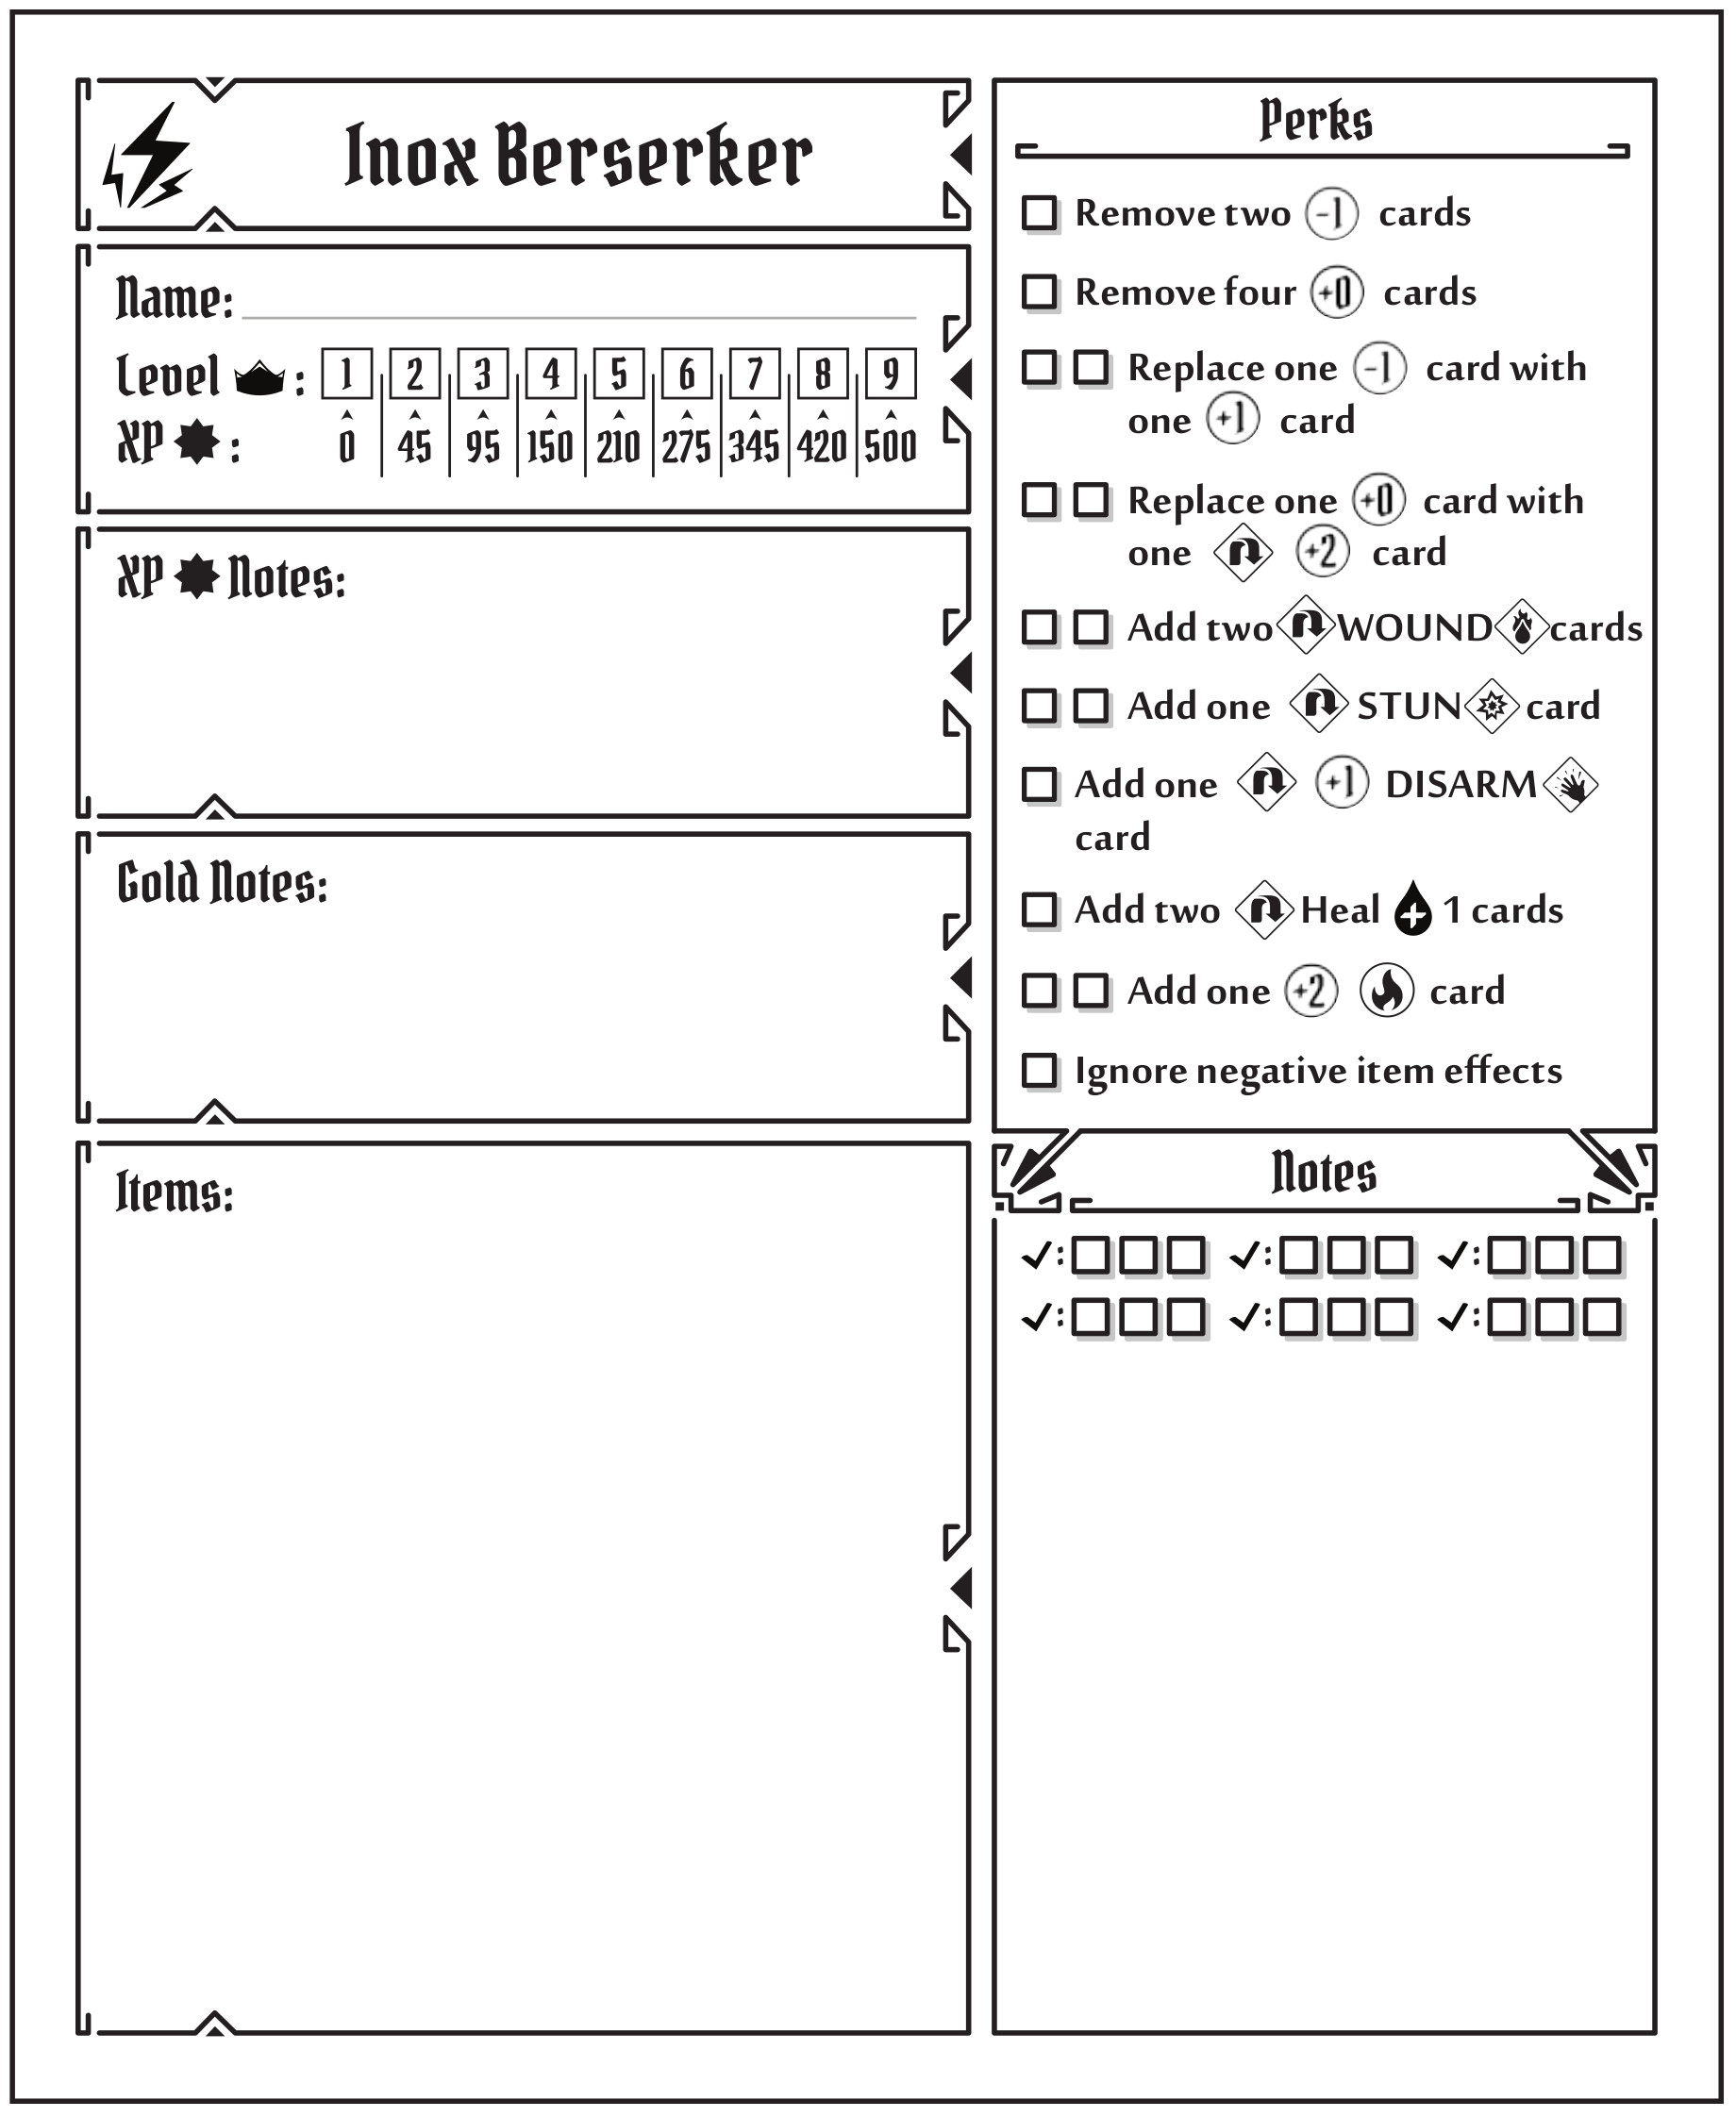 Inox Berserker
Name:
Level :
1 2 3 4 5 6 7 8 9
XP :
0 45 95 150 210 275 345 420 500
XP Notes:
Gold Notes:
Items:
Perks
Remove two -1 cards
Remove four +0 cards
Replace one -1 card with
one +1 card
Replace one +0 card with
one +2 card
Add two WOUND cards
Add one STUN card
Add one +1 DISARM
card
Add two Heal 1 cards
Add one +2 card
Ignore negative item effects
Notes
✓: ✓: ✓:
✓: ✓: ✓: